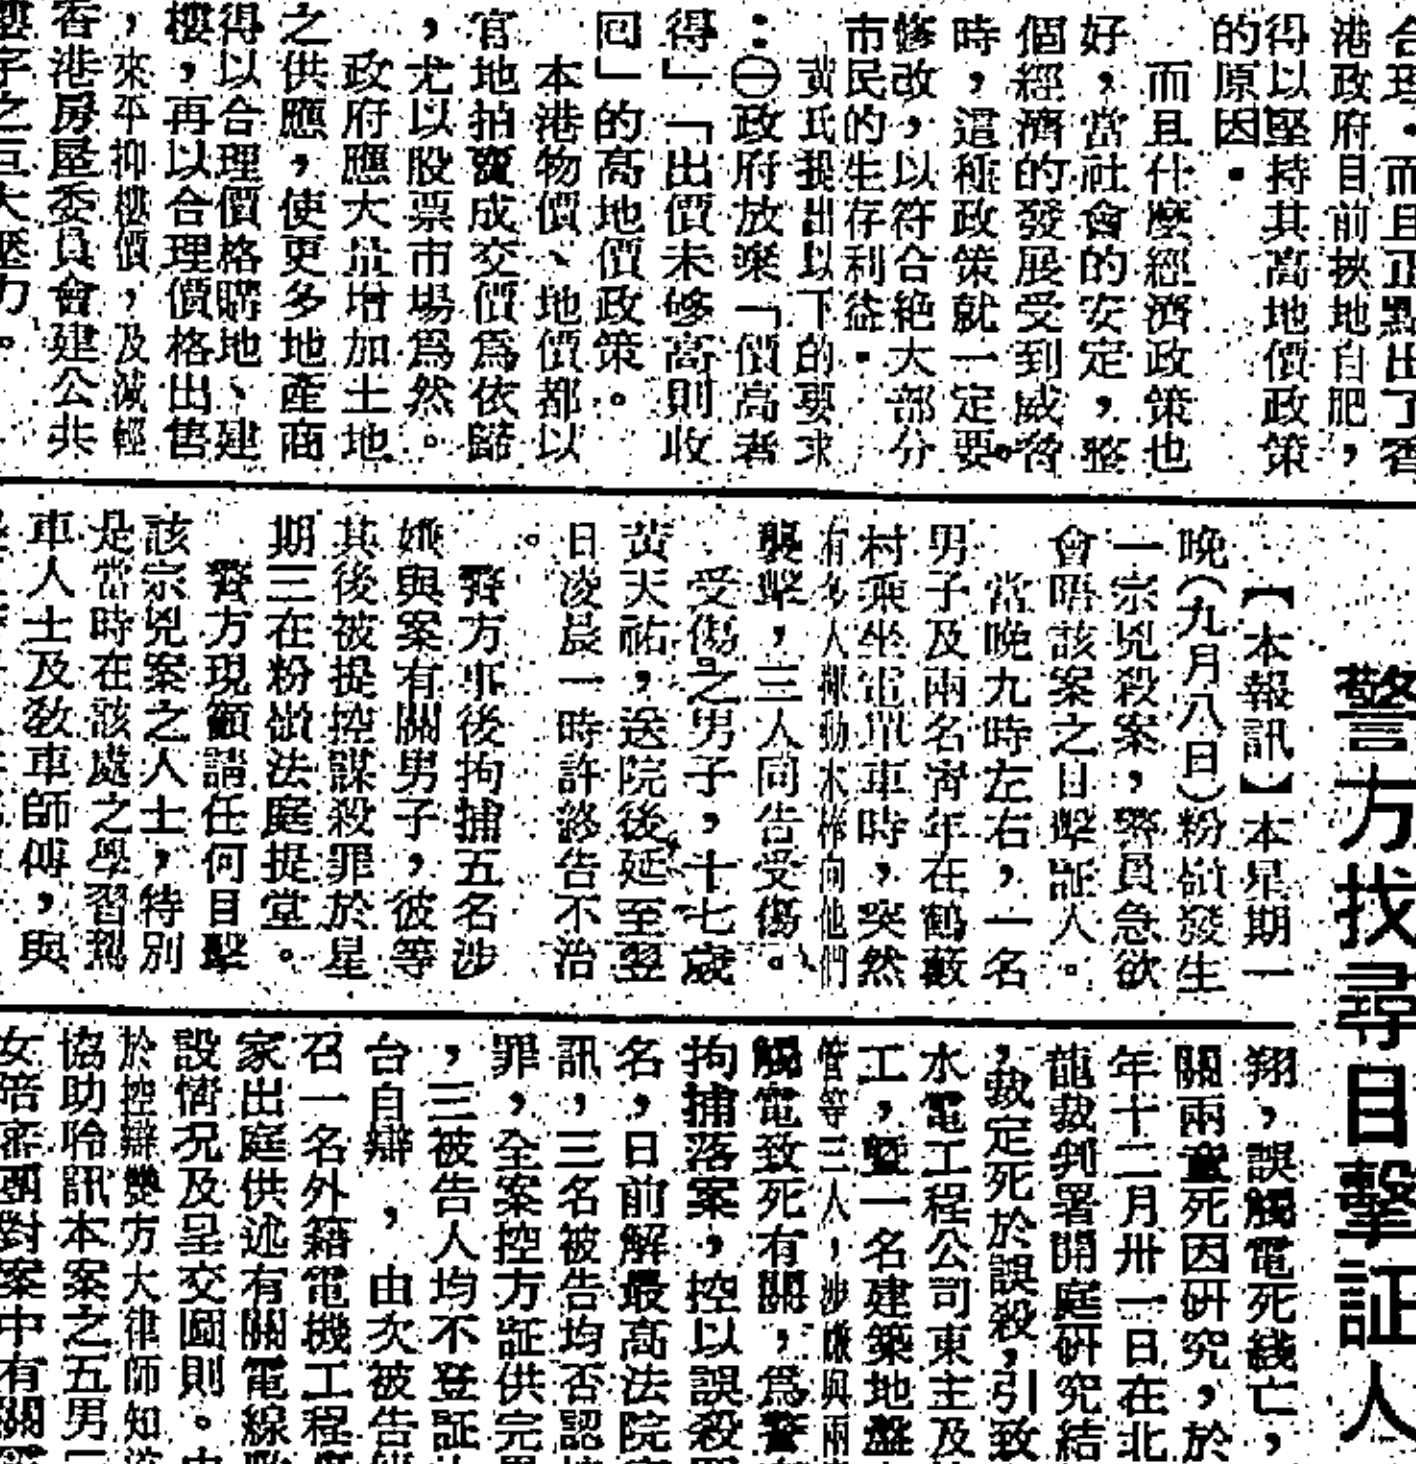 合理．而且正點出了香
港政府目前挾地自肥，
得以堅持其高地價政策
的原因．
而且什麼經濟政策也
好，當社會的安定，整
個經濟的發展受到威脅
時，這種政策就一定要
修改，以符合絕大部分
市民的生存利益．
黃氏提出以下的要求
：㊀政府放棄「價高者
得」「出價未够高則收
回」的高地價政策。
本港物價、地價都以
官地拍賣成交價爲依歸
，尤以股票市場爲然。
政府應大量增加土地
之供應，使更多地產商
得以合理價格購地、建
樓，再以合理價格出售
，來平抑樓價，及減輕
香港房屋委員會建公共
樓宇之巨大壓力。
警方找尋目擊証人
【本報訊】本星期一
晚（九月八日）粉嶺發生
一宗兇殺案，警員急欲
會晤該案之目擊証人。
當晚九時左右，一名
男子及兩名青年在鶴藪
村乘坐電單車時，突然
有多人揮動木棒向他們
襲擊，三人同告受傷。
受傷之男子，十七歲
黃天祐，送院後延至翌
日凌晨一時許終告不治
。
警方事後拘捕五名涉
嫌與案有關男子，彼等
其後被提控謀殺罪於星
期三在粉嶺法庭提堂。
警方現籲請任何目擊
該宗兇案之人士，特別
是當時在該處之學習駕
車人士及敎車師傅，與
翔，誤觸電死綫亡，
關兩童死因研究，於
年十二月卅一日在北
龍裁判署開庭研究結
，裁定死於誤殺，引致
水電工程公司東主及
工，暨一名建築地盤
管等三人，涉嫌與兩
觸電致死有關，爲警
拘捕落案，控以誤殺罪
名，日前解最高法院
訊，三名被告均否認
罪，全案控方証供完畢
，三被告人均不登証
台自辯，由次被告
召一名外籍電機工程
家出庭供述有關電線
設情况及呈交圖則。
於控辯雙方大律師知
協助聆訊本案之五男
女陪審團對案中有關